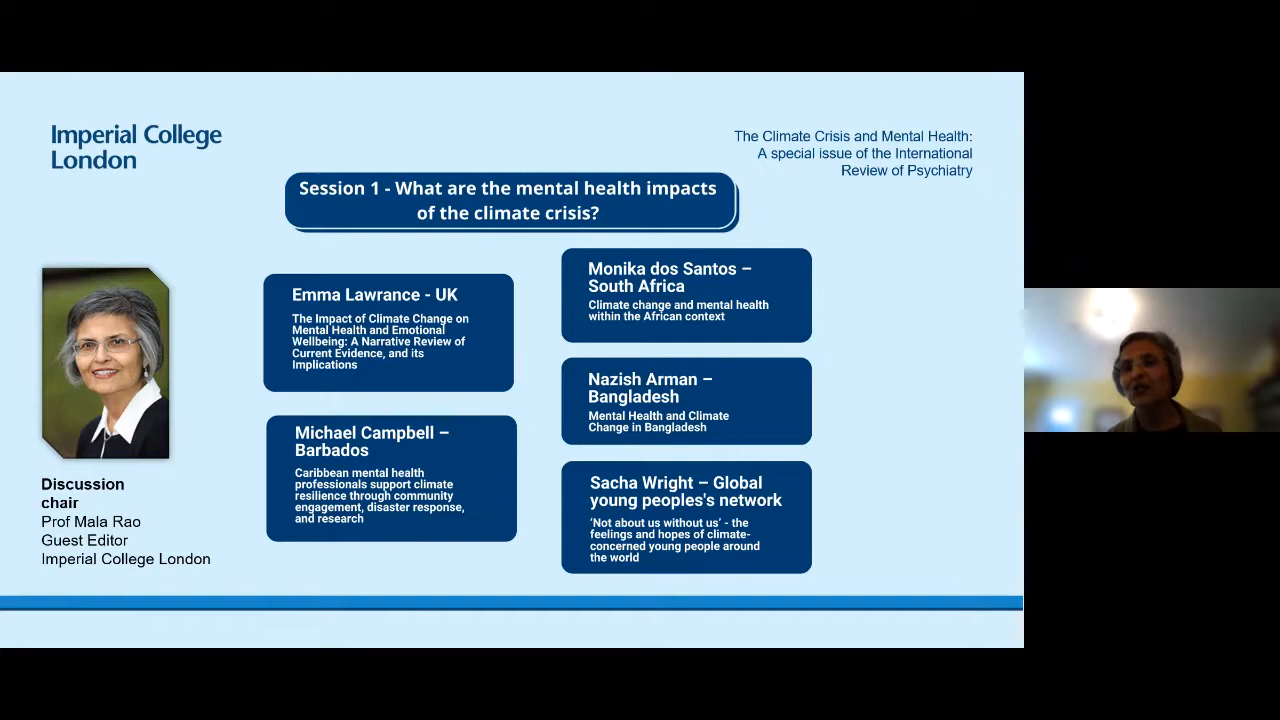 Imperial College
London
The Climate Crisis and Mental Health:
A special issue of the International
Review of Psychiatry
Session 1 - What are the mental health impacts
of the climate crisis?
Discussion
chair
Prof Mala Rao
Guest Editor
Imperial College London
Emma Lawrance - UK
The Impact of Climate Change on
Mental Health and Emotional
Wellbeing: A Narrative Review of
Current Evidence, and its
Implications
Michael Campbell –
Barbados
Caribbean mental health
professionals support climate
resilience through community
engagement, disaster response,
and research
Monika dos Santos –
South Africa
Climate change and mental health
within the African context
Nazish Arman –
Bangladesh
Mental Health and Climate
Change in Bangladesh
Sacha Wright – Global
young peoples's network
‘Not about us without us’ - the
feelings and hopes of climate-
concerned young people around
the world